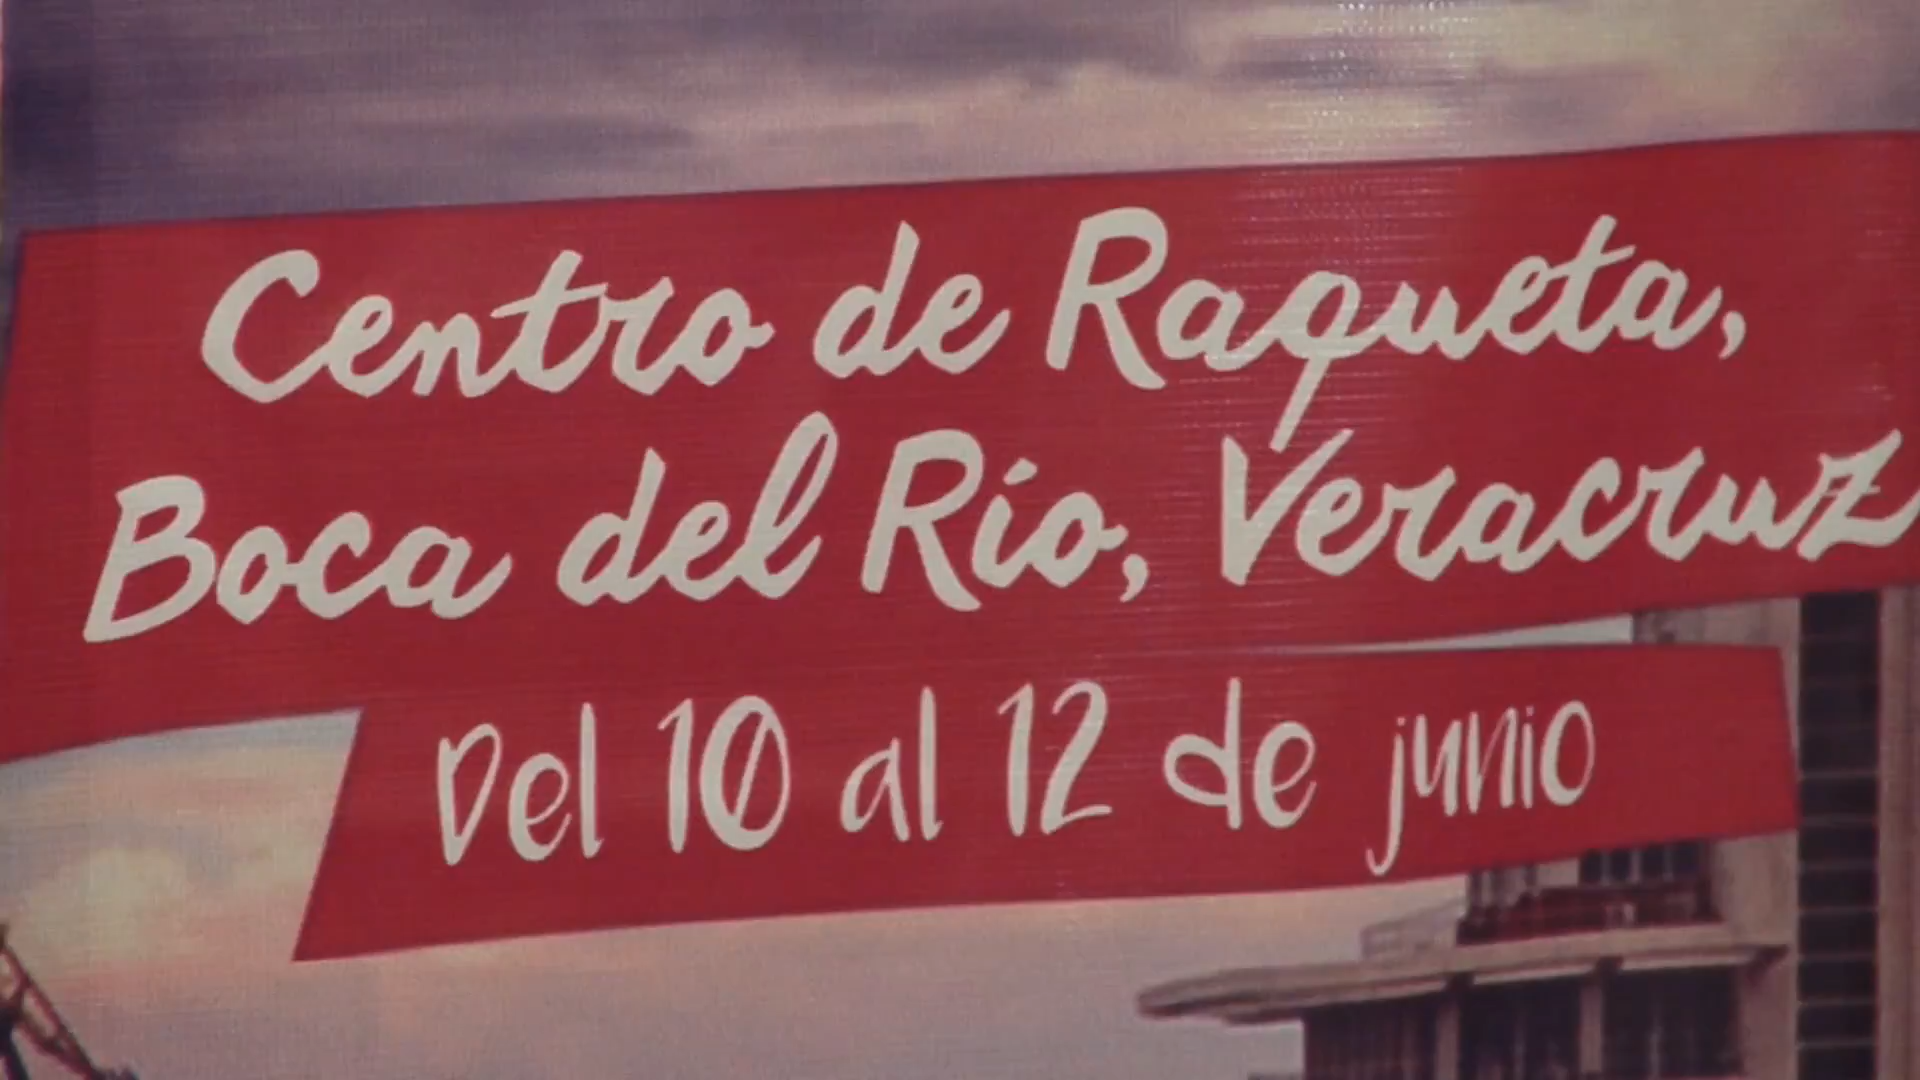 Centro de Raqueta,
Boca del Río, Veracruz
Del 10 al 12 de junio